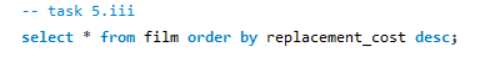 -- task 5.iii
select * from film order by replacement_cost desc;